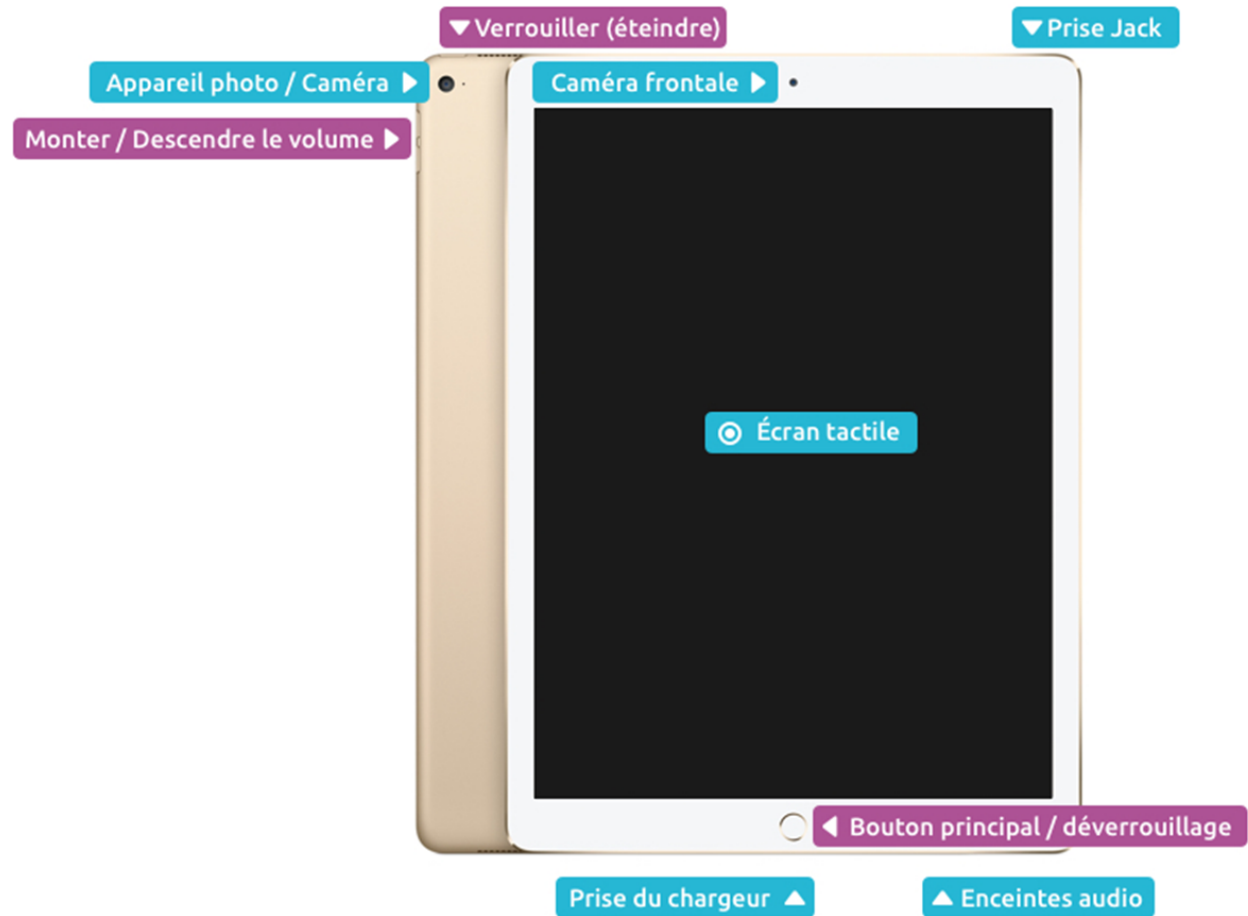 Verrouiller (éteindre)
Prise Jack
Appareil photo / Caméra
Caméra frontale
Monter / Descendre le volume
Écran tactile
Bouton principal / déverrouillage
Prise du chargeur
Enceintes audio